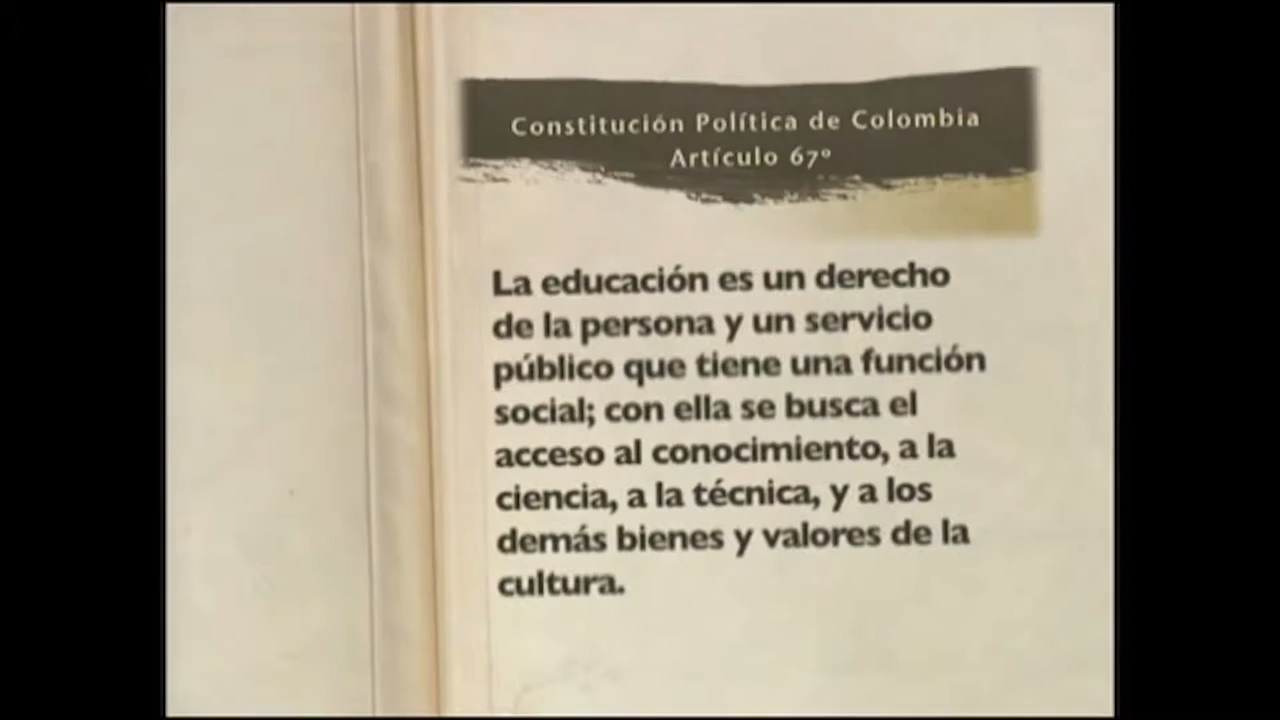 Constitución Política de Colombia
Artículo 67º
La educación es un derecho
de la persona y un servicio
público que tiene una función
social; con ella se busca el
acceso al conocimiento, a la
ciencia, a la técnica, y a los
demás bienes y valores de la
cultura.